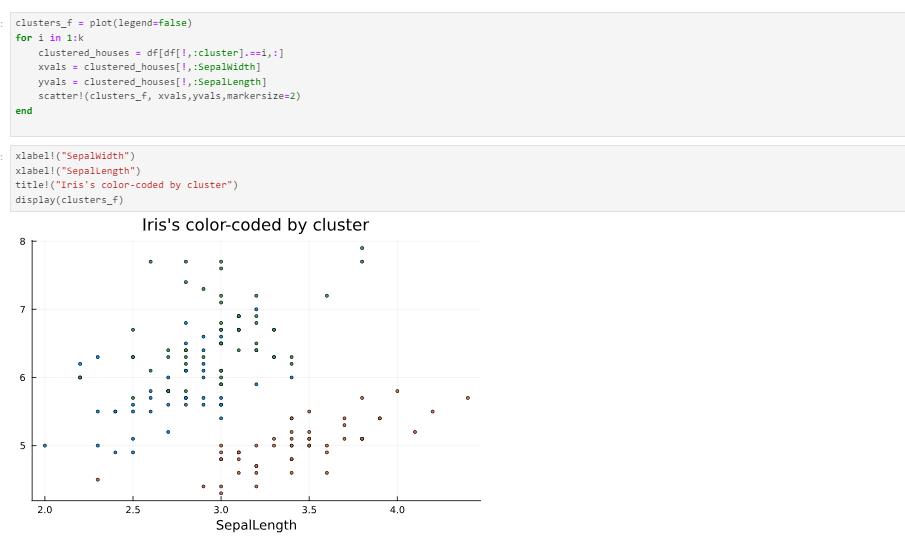 clusters_f = plot(legend=false)
for i in 1:k
    clustered_houses = df[df[!,:cluster].==i,:]
    xvals = clustered_houses[!,:SepalWidth]
    yvals = clustered_houses[!,:SepalLength]
    scatter!(clusters_f, xvals,yvals,markersize=2)
end
xlabel!("SepalWidth")
xlabel!("SepalLength")
title!("Iris's color-coded by cluster")
display(clusters_f)
Iris's color-coded by cluster
8
7
6
5
2.0 2.5 3.0 3.5 4.0
SepalLength